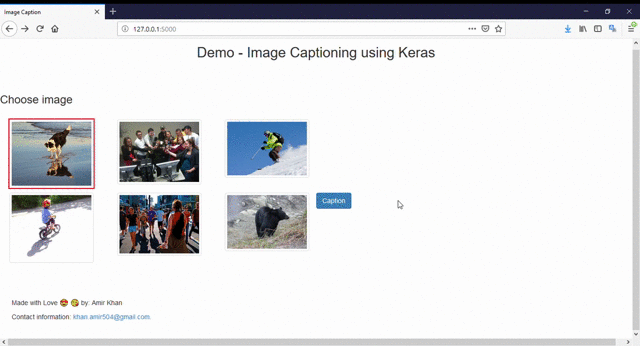 Image Caption
127.0.0.1:5000
Demo - Image Captioning using Keras
Choose image
Caption
Made with Love 😎 😘 by: Amir Khan
Contact information: khan.amir504@gmail.com